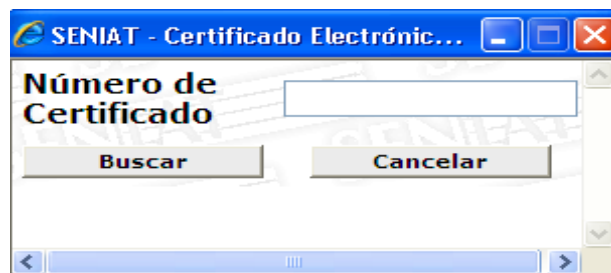 SENIAT - Certificado Electrónic...
Número de
Certificado
Buscar
Cancelar